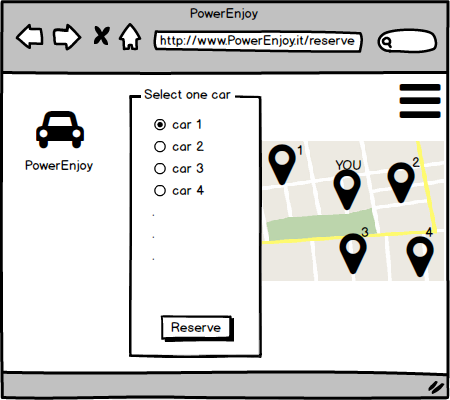 PowerEnjoy
http://www.PowerEnjoy.it/reserve
Select one car
car 1
car 2
car 3
car 4
.
.
.
Reserve
PowerEnjoy
1
YOU
2
3
4